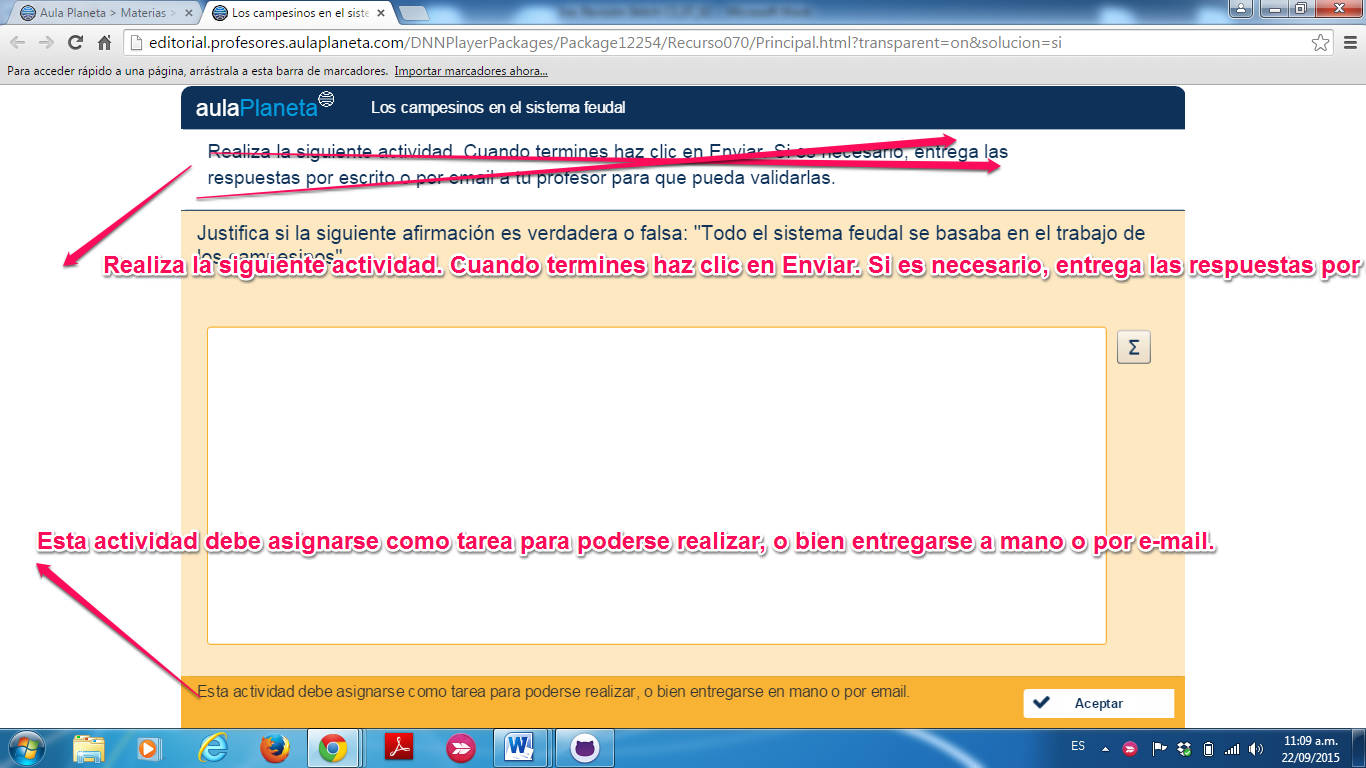 Aula Planeta > Materias >
Los campesinos en el siste
editorial.profesores.aulaplaneta.com/DNNPlayerPackages/Package12254/Recurso070/Principal.html?transparent=on&solucion=si
Para acceder rápido a una página, arrástrala a esta barra de marcadores. Importar marcadores ahora...
aulaPlaneta Los campesinos en el sistema feudal
Realiza la siguiente actividad. Cuando termines haz clic en Enviar. Si es necesario, entrega las
respuestas por escrito o por email a tu profesor para que pueda validarlas.
Justifica si la siguiente afirmación es verdadera o falsa: "Todo el sistema feudal se basaba en el trabajo de
los campesinos"
Realiza la siguiente actividad. Cuando termines haz clic en Enviar. Si es necesario, entrega las respuestas por
Σ
Esta actividad debe asignarse como tarea para poderse realizar, o bien entregarse a mano o por e-mail.
Esta actividad debe asignarse como tarea para poderse realizar, o bien entregarse en mano o por email.
Aceptar
ES
11:09 a.m.
22/09/2015